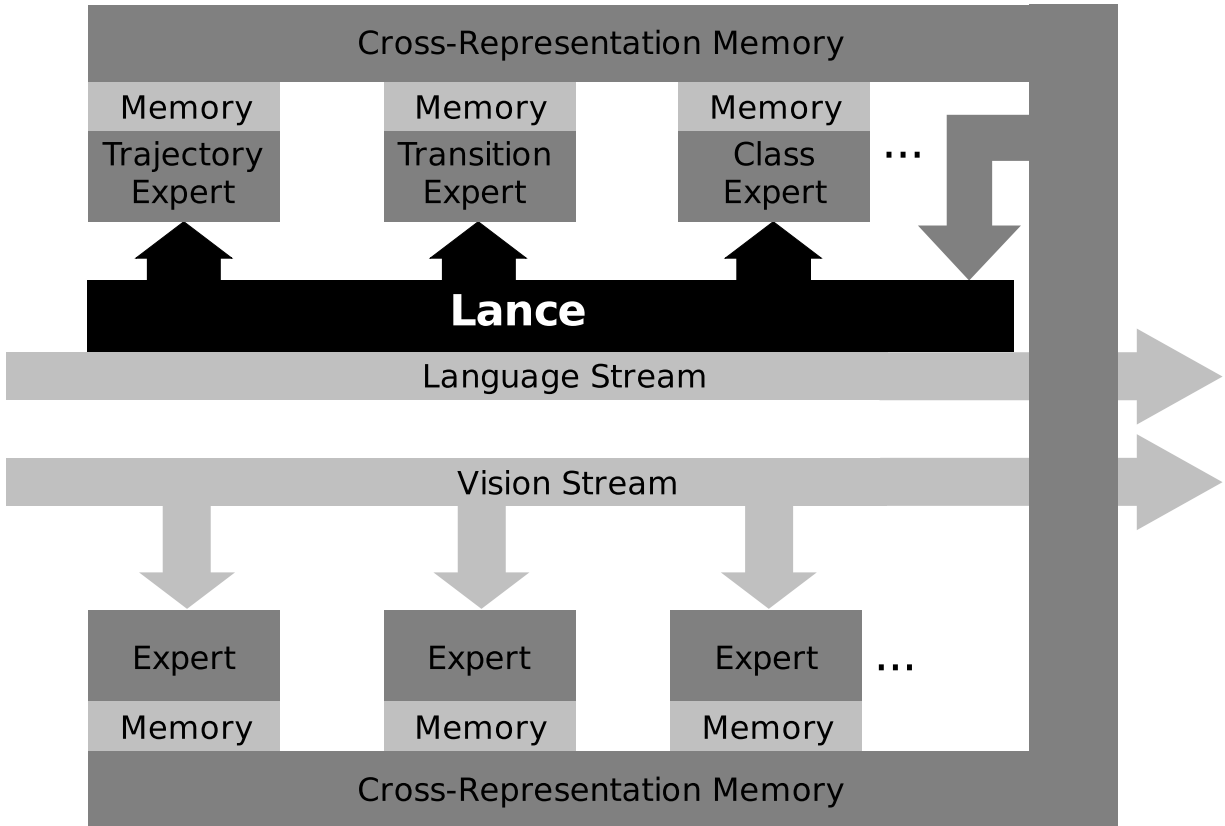 Cross-Representation Memory
Memory Memory Memory
Trajectory Expert
Transition Expert
Class Expert
...
Lance
Language Stream
Vision Stream
Expert Expert Expert ...
Memory Memory Memory
Cross-Representation Memory